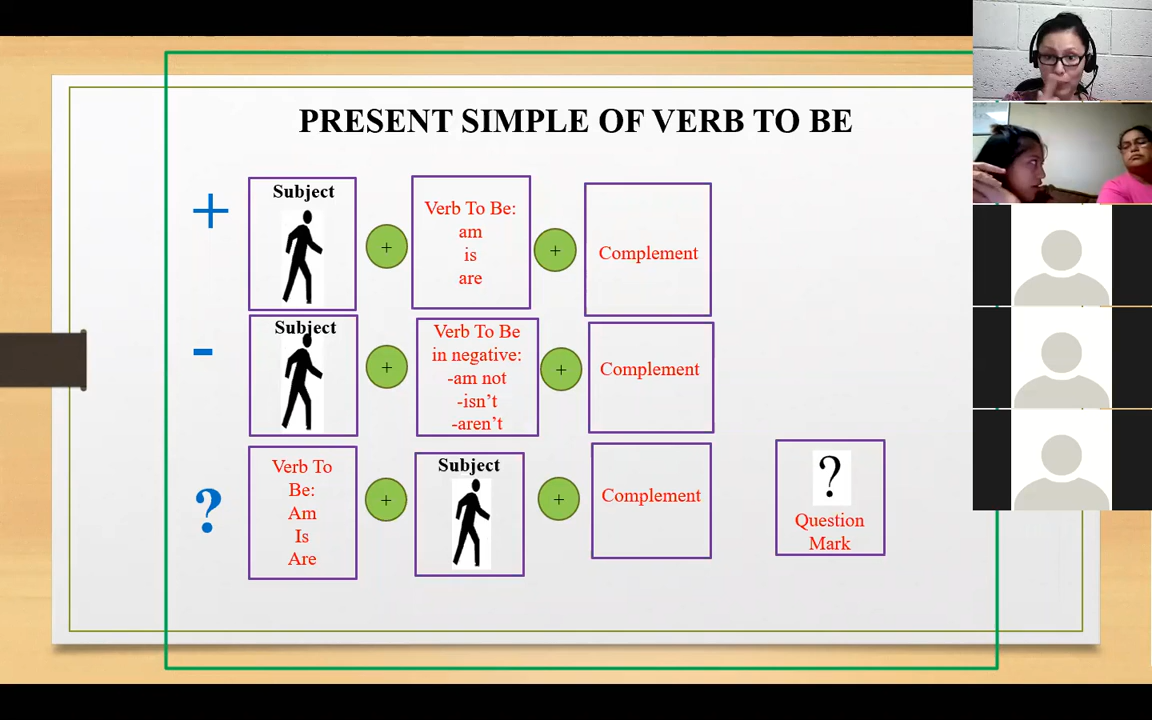 PRESENT SIMPLE OF VERB TO BE
+
Subject
+
Verb To Be:
am
is
are
+
Complement
-
Subject
+
Verb To Be
in negative:
-am not
-isn’t
-aren’t
+
Complement
?
Verb To
Be:
Am
Is
Are
+
Subject
+
Complement
?
Question
Mark